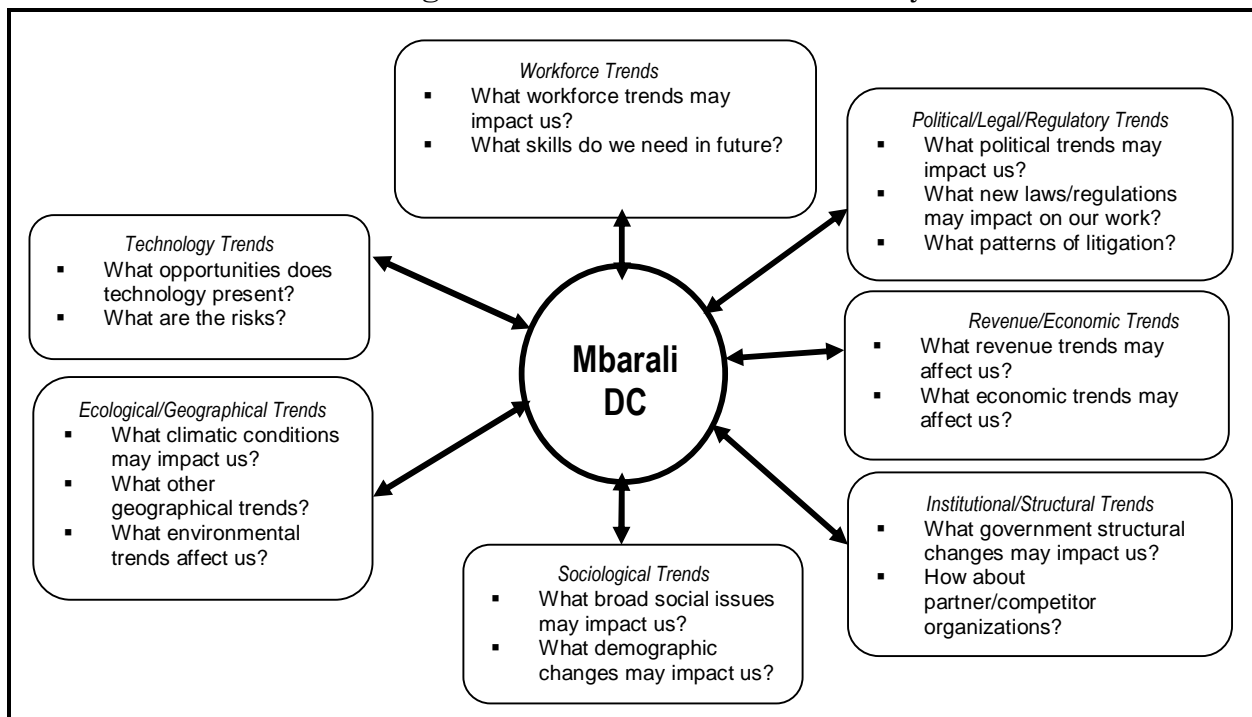 Workforce Trends
▪ What workforce trends may
impact us?
▪ What skills do we need in future?
Political/Legal/Regulatory Trends
▪ What political trends may
impact us?
▪ What new laws/regulations
may impact on our work?
▪ What patterns of litigation?
Technology Trends
▪ What opportunities does
technology present?
▪ What are the risks?
Mbarali
DC
Revenue/Economic Trends
▪ What revenue trends may
affect us?
▪ What economic trends may
affect us?
Ecological/Geographical Trends
▪ What climatic conditions
may impact us?
▪ What other
geographical trends?
▪ What environmental
trends affect us?
Institutional/Structural Trends
▪ What government structural
changes may impact us?
▪ How about
partner/competitor
organizations?
Sociological Trends
▪ What broad social issues
may impact us?
▪ What demographic
changes may impact us?